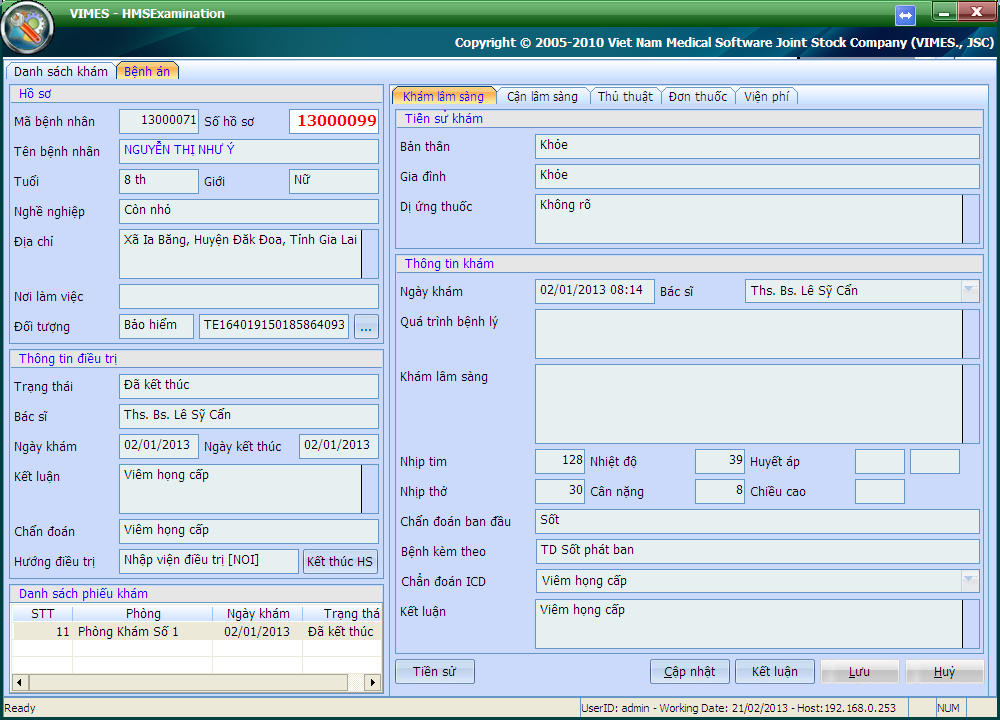 VIMES - HMSExamination
Copyright © 2005-2010 Viet Nam Medical Software Joint Stock Company (VIMES., JSC)
Danh sách khám Bệnh án
Hồ sơ
Mã bệnh nhân 13000071 Số hồ sơ 13000099
Tên bệnh nhân NGUYỄN THỊ NHƯ Ý
Tuổi 8 th Giới Nữ
Nghề nghiệp Còn nhỏ
Địa chỉ Xã Ia Băng, Huyện Đăk Đoa, Tỉnh Gia Lai
Nơi làm việc
Đối tượng Bảo hiểm TE164019150185864093 ...
Thông tin điều trị
Trạng thái Đã kết thúc
Bác sĩ Ths. Bs. Lê Sỹ Cẩn
Ngày khám 02/01/2013 Ngày kết thúc 02/01/2013
Kết luận Viêm họng cấp
Chẩn đoán Viêm họng cấp
Hướng điều trị Nhập viện điều trị [NOI] Kết thúc HS
Danh sách phiếu khám
STT Phòng Ngày khám Trạng thá
11 Phòng Khám Số 1 02/01/2013 Đã kết thúc
Khám lâm sàng Cận lâm sàng Thủ thuật Đơn thuốc Viện phí
Tiền sử khám
Bản thân Khỏe
Gia đình Khỏe
Dị ứng thuốc Không rõ
Thông tin khám
Ngày khám 02/01/2013 08:14 Bác sĩ Ths. Bs. Lê Sỹ Cẩn
Quá trình bệnh lý
Khám lâm sàng
Nhịp tim 128 Nhiệt độ 39 Huyết áp
Nhịp thở 30 Cân nặng 8 Chiều cao
Chẩn đoán ban đầu Sốt
Bệnh kèm theo TD Sốt phát ban
Chẩn đoán ICD Viêm họng cấp
Kết luận Viêm họng cấp
Tiền sử Cập nhật Kết luận Lưu Huỷ
Ready UserID: admin - Working Date: 21/02/2013 - Host:192.168.0.253 NUM